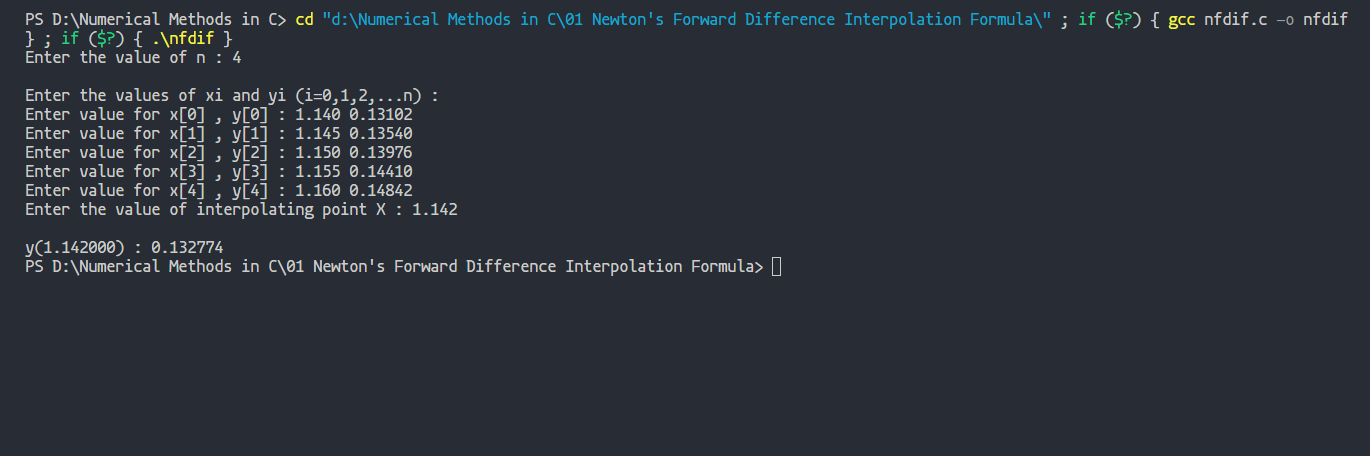 PS D:\Numerical Methods in C> cd "d:\Numerical Methods in C\01 Newton's Forward Difference Interpolation Formula\" ; if ($?) { gcc nfdif.c -o nfdif
} ; if ($?) { .\nfdif }
Enter the value of n : 4
Enter the values of xi and yi (i=0,1,2,...n) :
Enter value for x[0] , y[0] : 1.140 0.13102
Enter value for x[1] , y[1] : 1.145 0.13540
Enter value for x[2] , y[2] : 1.150 0.13976
Enter value for x[3] , y[3] : 1.155 0.14410
Enter value for x[4] , y[4] : 1.160 0.14842
Enter the value of interpolating point X : 1.142
y(1.142000) : 0.132774
PS D:\Numerical Methods in C\01 Newton's Forward Difference Interpolation Formula>